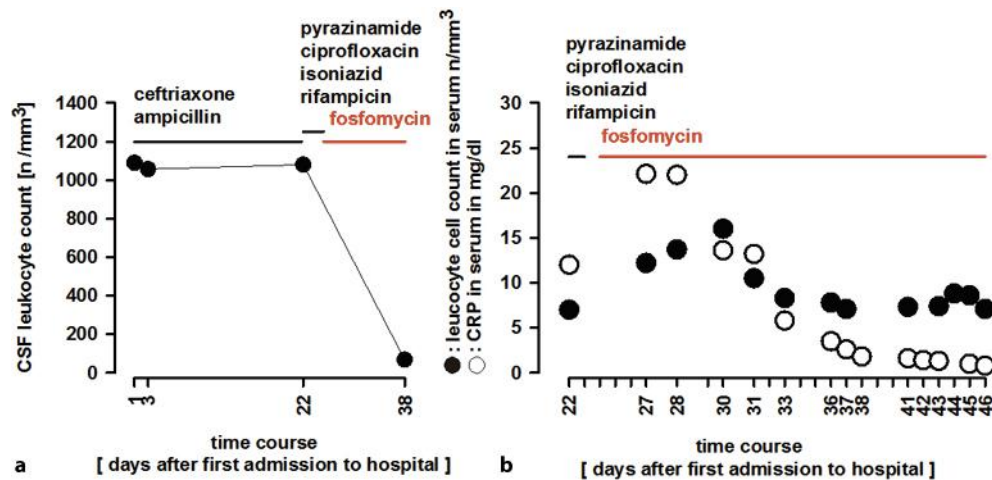 pyrazinamide
ciprofloxacin
isoniazid
rifampicin
ceftriaxone
ampicillin
fosfomycin
CSF leukocyte count [n /mm³]
1400
1200
1000
800
600
400
200
0
1
3
22
38
time course
[ days after first admission to hospital ]
a
: leucocyte cell count in serum n/mm³
: CRP in serum in mg/dl
pyrazinamide
ciprofloxacin
isoniazid
rifampicin
fosfomycin
30
25
20
15
10
5
0
22
27
28
30
31
33
36
37
38
41
42
43
44
45
46
time course
[ days after first admission to hospital ]
b